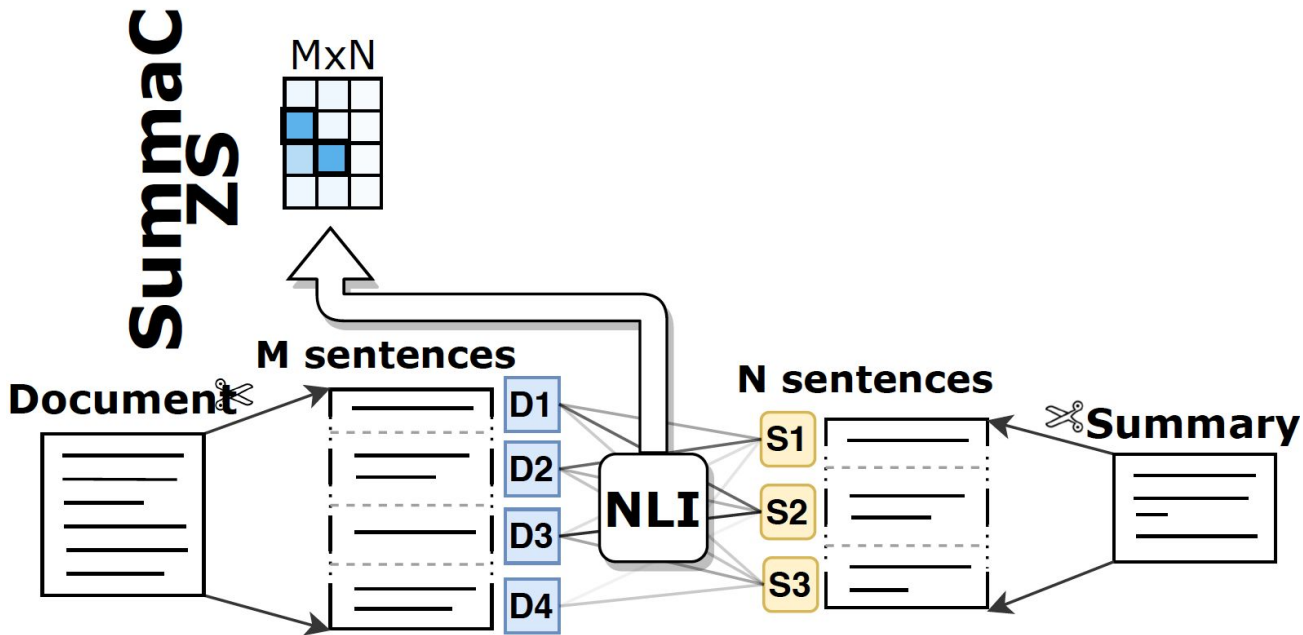 SummaC
ZS
MxN
M sentences
Document
D1
D2
D3
D4
NLI
N sentences
S1
S2
S3
Summary